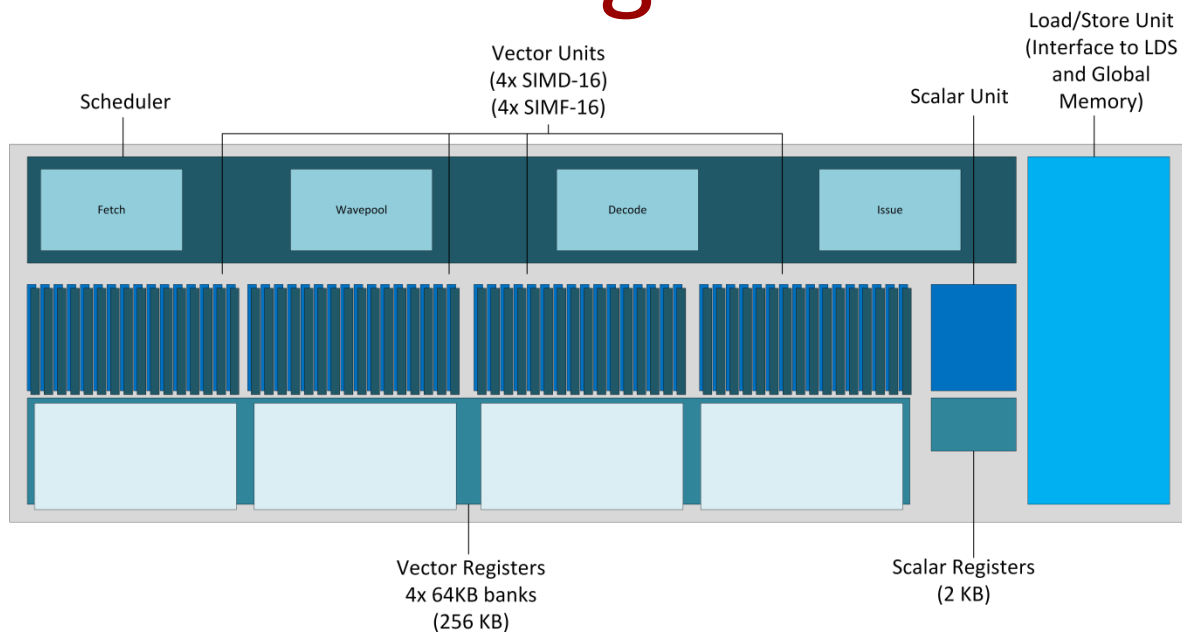 Load/Store Unit
(Interface to LDS
and Global
Memory)
Vector Units
(4x SIMD-16)
(4x SIMF-16)
Scheduler
Scalar Unit
Fetch
Wavepool
Decode
Issue
Vector Registers
4x 64KB banks
(256 KB)
Scalar Registers
(2 KB)